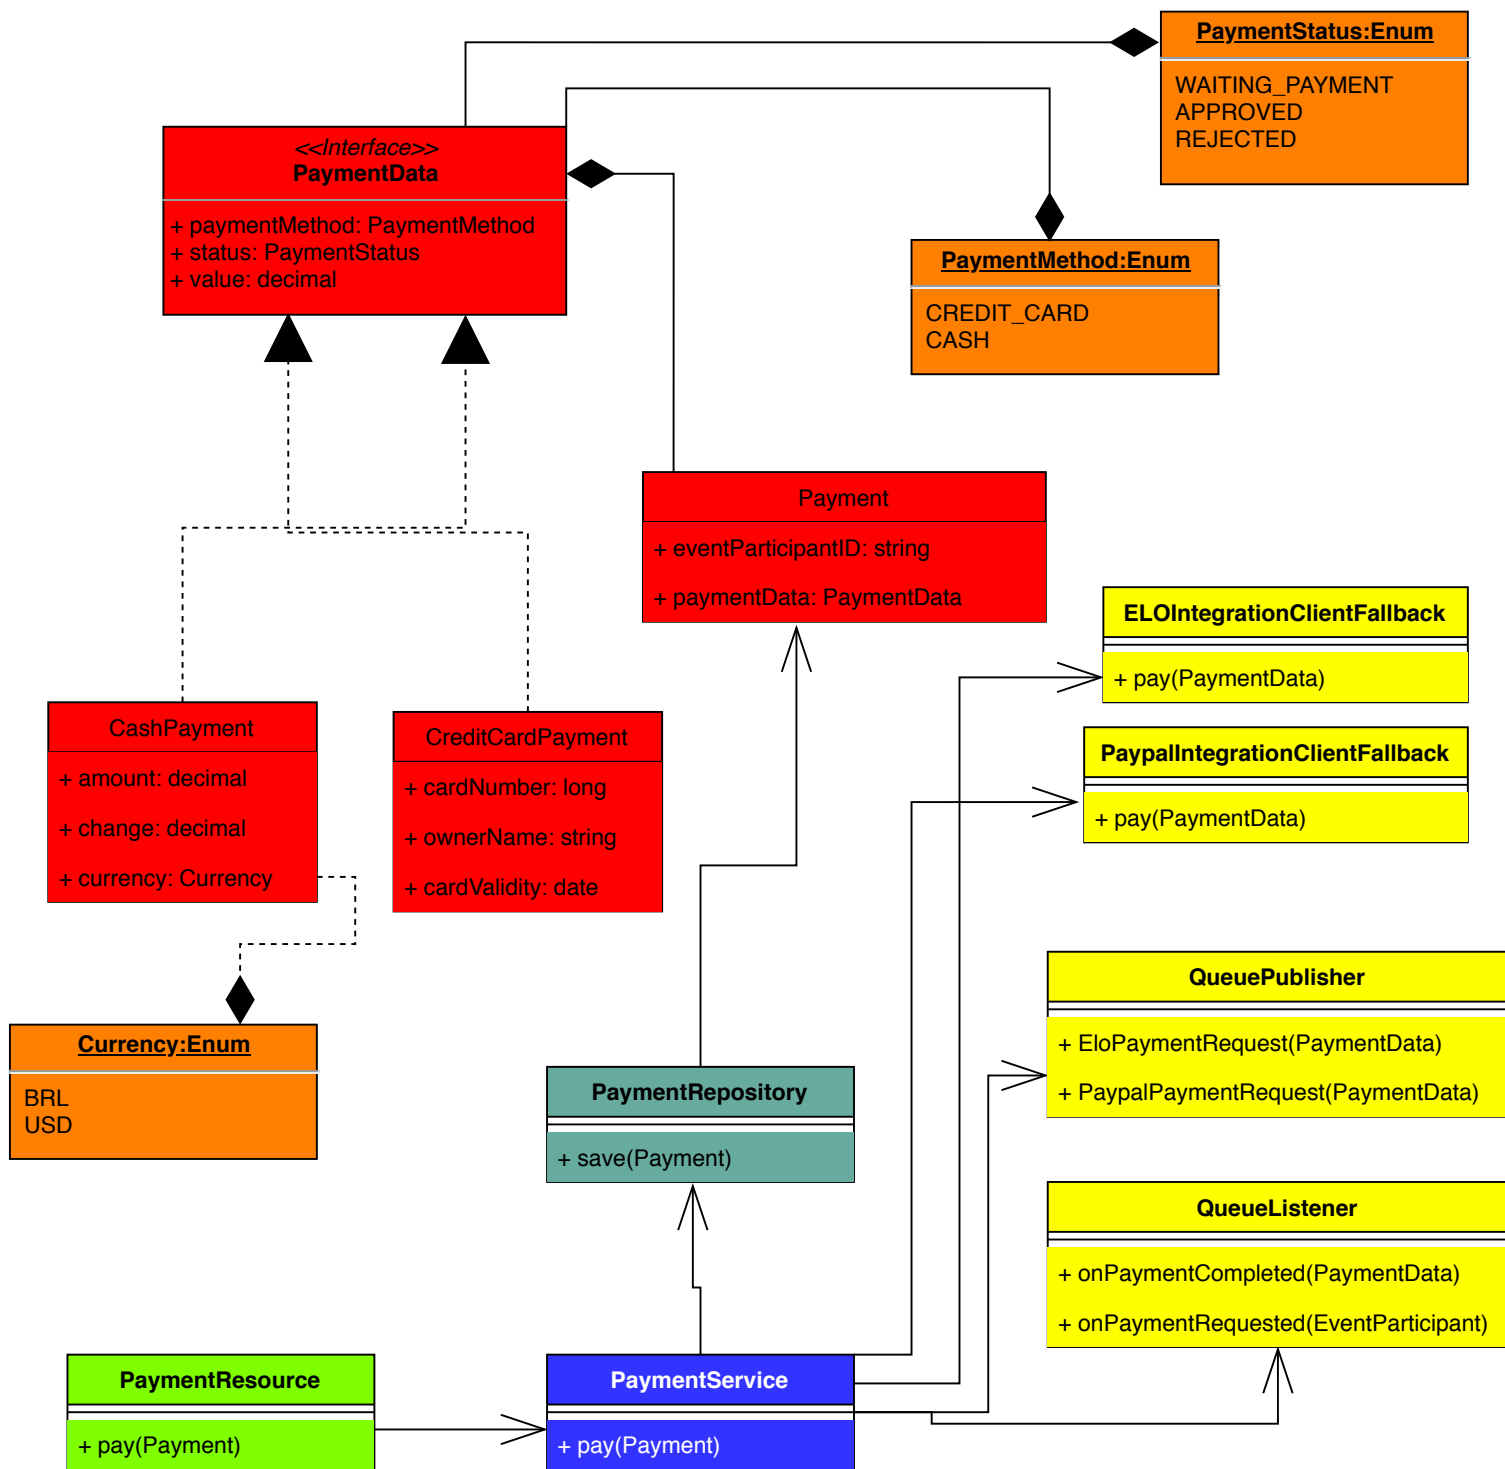 PaymentStatus:Enum
WAITING_PAYMENT
APPROVED
REJECTED
<<Interface>>
PaymentData
+ paymentMethod: PaymentMethod
+ status: PaymentStatus
+ value: decimal
PaymentMethod:Enum
CREDIT_CARD
CASH
Payment
+ eventParticipantID: string
+ paymentData: PaymentData
ELOIntegrationClientFallback
+ pay(PaymentData)
CashPayment
+ amount: decimal
+ change: decimal
+ currency: Currency
CreditCardPayment
+ cardNumber: long
+ ownerName: string
+ cardValidity: date
PaypalIntegrationClientFallback
+ pay(PaymentData)
QueuePublisher
+ EloPaymentRequest(PaymentData)
+ PaypalPaymentRequest(PaymentData)
Currency:Enum
BRL
USD
PaymentRepository
+ save(Payment)
QueueListener
+ onPaymentCompleted(PaymentData)
+ onPaymentRequested(EventParticipant)
PaymentResource
+ pay(Payment)
PaymentService
+ pay(Payment)